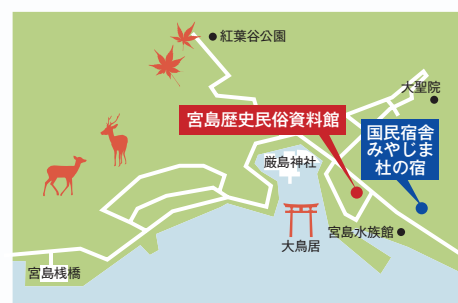 紅葉谷公園
大聖院
宮島歴史民俗資料館
国民宿舎
みやじま
杜の宿
厳島神社
大鳥居
宮島水族館
宮島桟橋